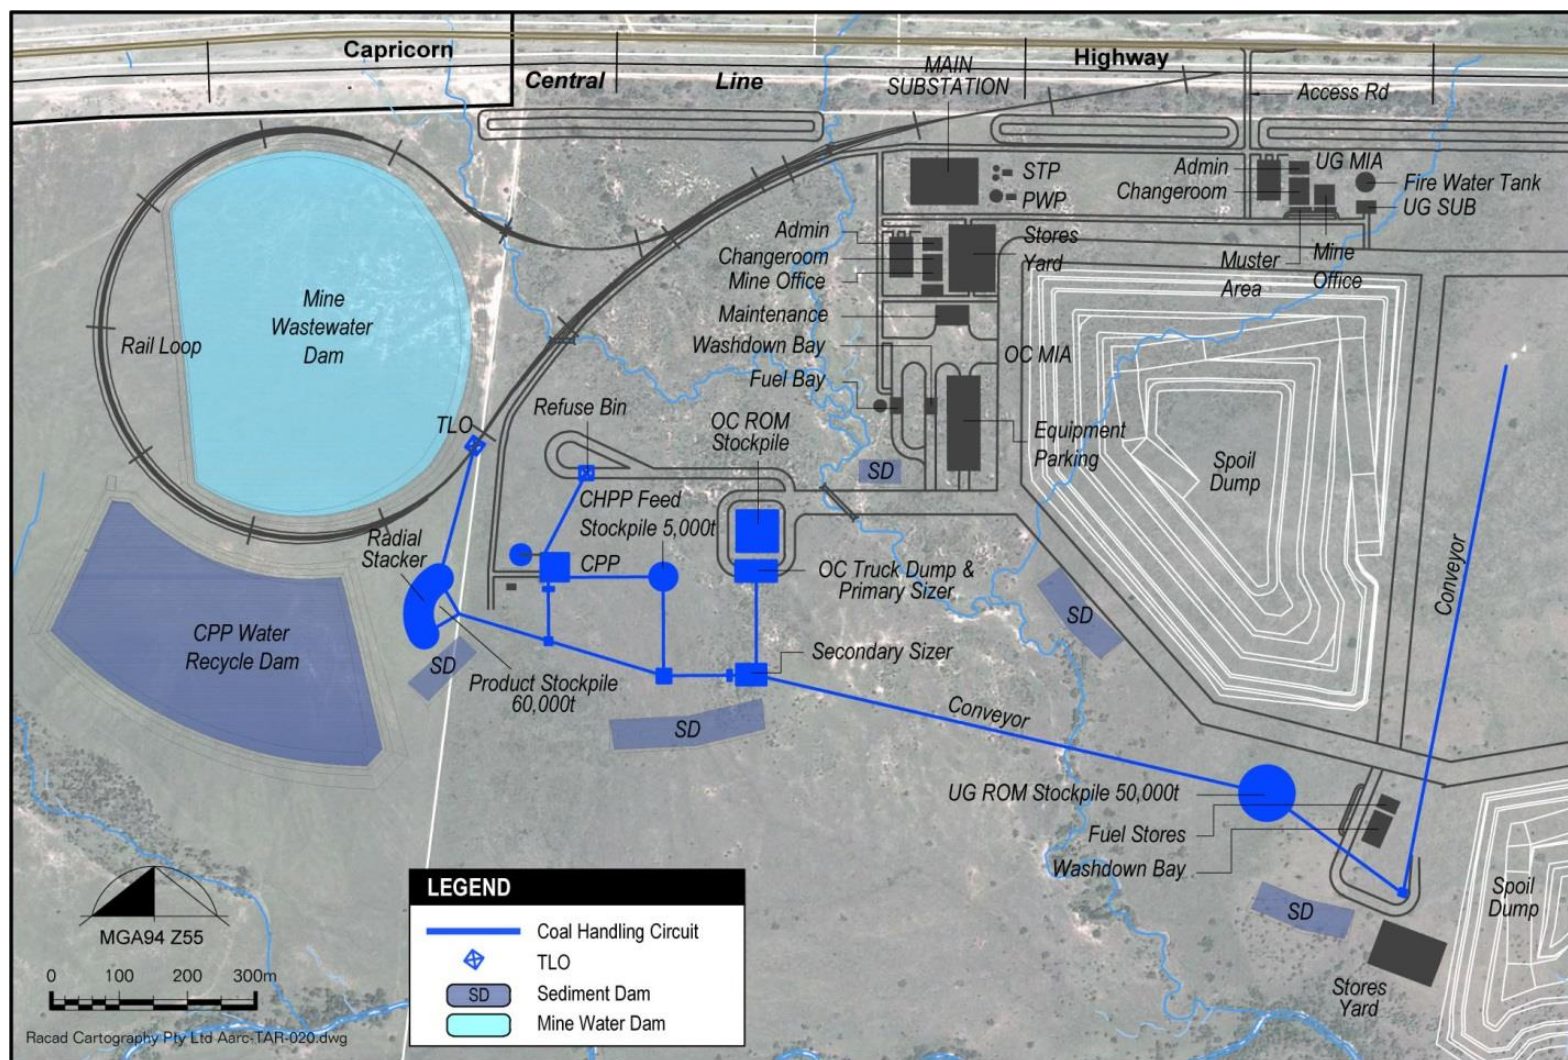 Capricorn
Highway
Central
Line
MAIN
SUBSTATION
Access Rd
STP
PWP
Admin
Changeroom
UG MIA
Fire Water Tank
UG SUB
Admin
Changeroom
Mine Office
Stores
Yard
Muster
Area
Mine
Office
Mine
Wastewater
Dam
Rail Loop
Maintenance
Washdown Bay
Fuel Bay
OC MIA
TLO
Refuse Bin
OC ROM
Stockpile
Equipment
Parking
SD
Spoil
Dump
CHPP Feed
Stockpile 5,000t
Radial
Stacker
CPP
OC Truck Dump &
Primary Sizer
SD
Conveyor
CPP Water
Recycle Dam
SD
Product Stockpile
60,000t
Secondary Sizer
SD
Conveyor
UG ROM Stockpile 50,000t
Fuel Stores
Washdown Bay
SD
Spoil
Dump
Stores
Yard
LEGEND
Coal Handling Circuit
TLO
SD
Sediment Dam
Mine Water Dam
MGA94 Z55
0 100 200 300m
Racad Cartography Pty Ltd Aarc-TAR-020.dwg